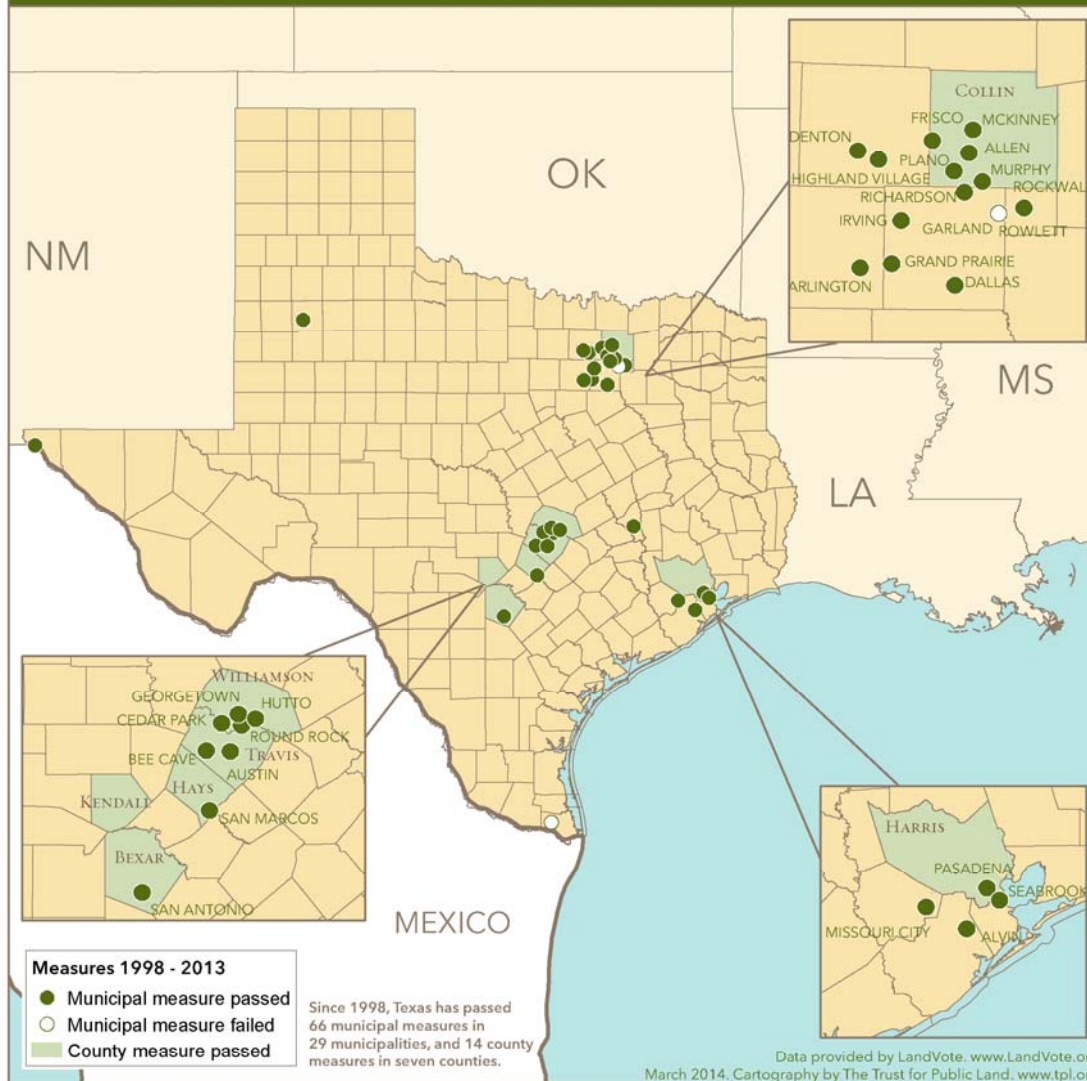 OK
NM
MS
LA
MEXICO
COLLIN
FRISCO
MCKINNEY
DENTON
ALLEN
PLANO
MURPHY
HIGHLAND VILLAGE
ROCKWAL
RICHARDSON
IRVING
GARLAND
ROWLETT
GRAND PRAIRIE
ARLINGTON
DALLAS
WILLIAMSON
GEORGETOWN
HUTTO
CEDAR PARK
ROUND ROCK
BEE CAVE
TRAVIS
AUSTIN
HAYS
KENDALL
SAN MARCOS
BEXAR
SAN ANTONIO
HARRIS
PASADENA
SEABROOK
MISSOURI CITY
ALVIN
Measures 1998 - 2013
Municipal measure passed
Municipal measure failed
County measure passed
Since 1998, Texas has passed
66 municipal measures in
29 municipalities, and 14 county
measures in seven counties.
Data provided by LandVote. www.LandVote.or
March 2014. Cartography by The Trust for Public Land. www.tpl.or